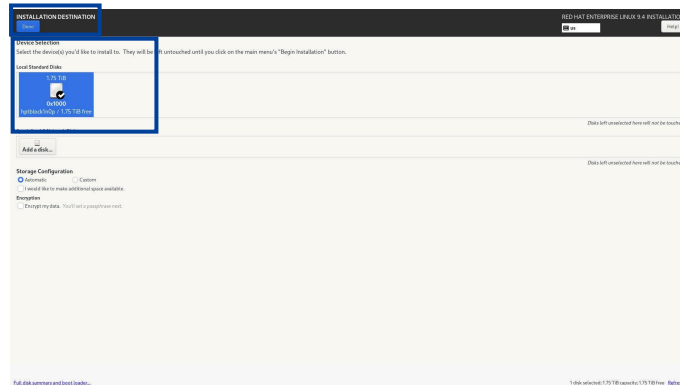 INSTALLATION DESTINATION
RED HAT ENTERPRISE LINUX 9.4 INSTALLATIO
Done
us
Help!
Device Selection
Select the device(s) you'd like to install to. They will be left untouched until you click on the main menu's "Begin Installation" button.
Local Standard Disks
1.75 TiB
0x1000
hptblock1n0p / 1.75 TiB free
Disks left unselected here will not be touche
Add a disk...
Disks left unselected here will not be touche
Storage Configuration
Automatic
Custom
I would like to make additional space available.
Encryption
Encrypt my data. You'll set a passphrase next.
Full disk summary and boot loader...
1 disk selected; 1.75 TiB capacity; 1.75 TiB free
Refre